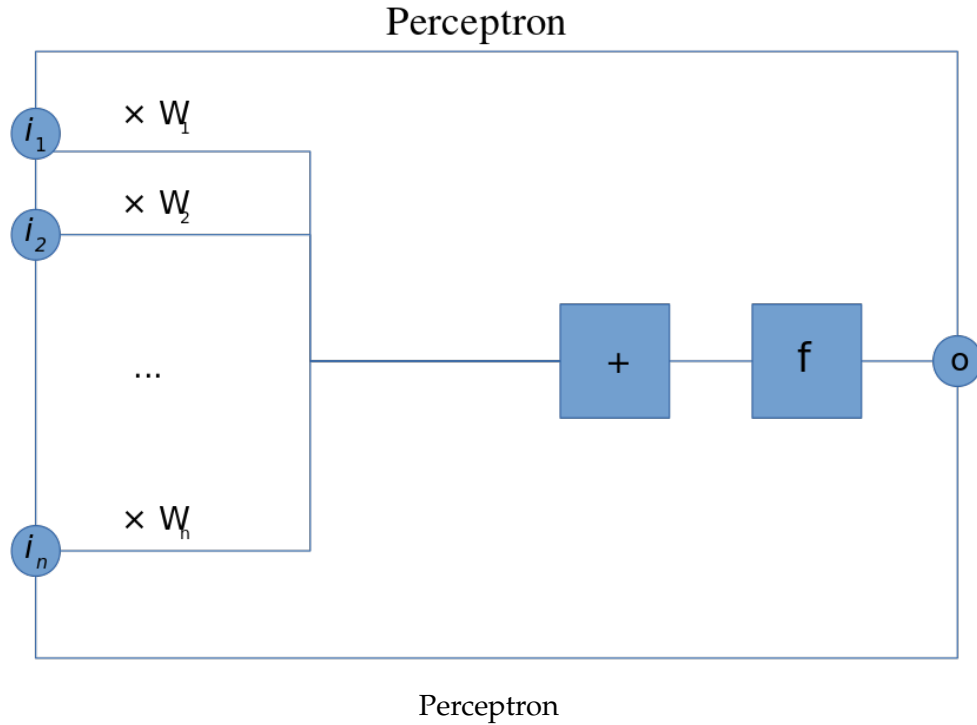 Perceptron
× W1
i1
× W2
i2
+
f
o
...
× Wn
in
Perceptron